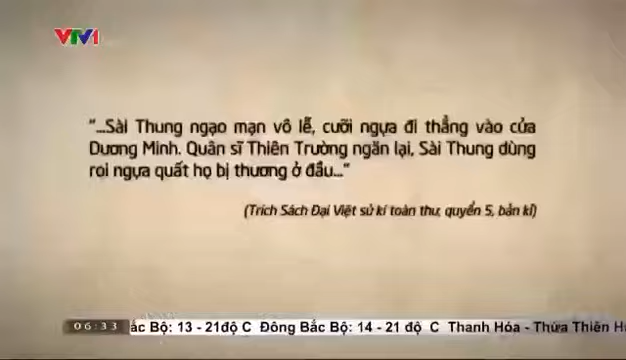 VTV1
"...Sài Thung ngạo mạn vô lễ, cưỡi ngựa đi thẳng vào cửa
Dương Minh. Quân sĩ Thiên Trường ngăn lại, Sài Thung dùng
roi ngựa quất họ bị thương ở đầu..."
(Trích Sách Đại Việt sử kí toàn thư, quyển 5, bản kỉ)
06:33 ắc Bộ: 13 - 21độ C Đông Bắc Bộ: 14 - 21 độ C Thanh Hóa - Thừa Thiên H